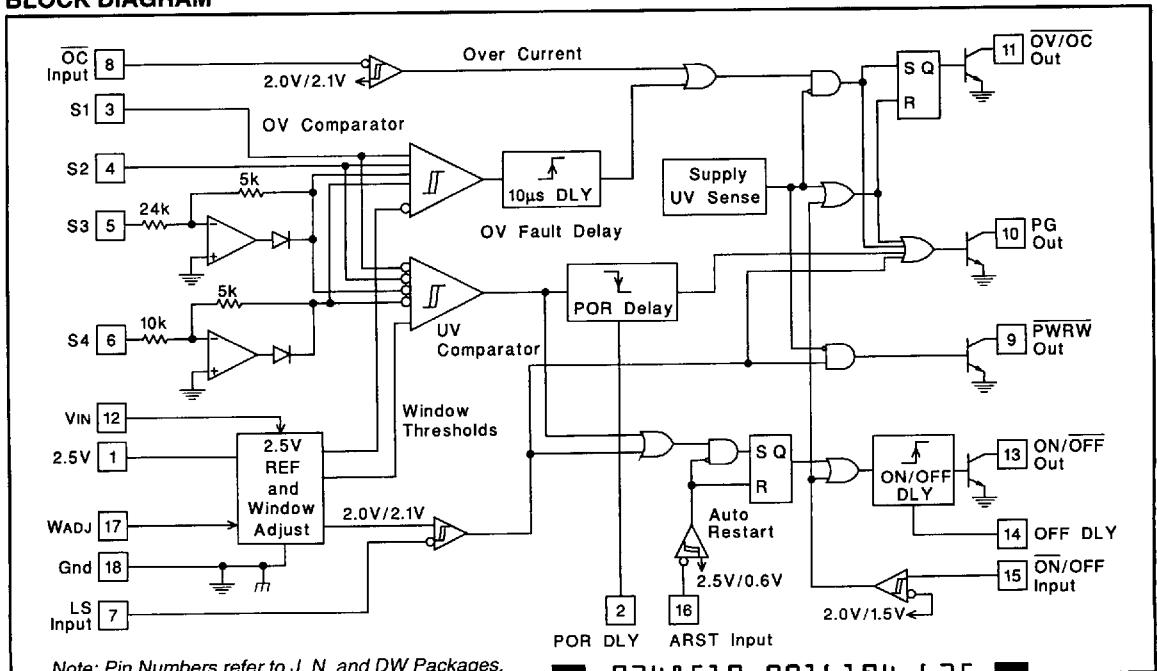 BLOCK DIAGRAM
OC Input 8
2.0V/2.1V
Over Current
11 OV/OC Out
S Q
R
S1 3
OV Comparator
S2 4
5k
10µs DLY
OV Fault Delay
Supply UV Sense
24k
S3 5
-
+
10 PG Out
5k
POR Delay
10k
S4 6
-
+
UV Comparator
9 PWRW Out
VIN 12
Window Thresholds
2.5V 1
2.5V REF and Window Adjust
S Q
R
ON/OFF DLY
13 ON/OFF Out
WADJ 17
2.0V/2.1V
Auto Restart
14 OFF DLY
Gnd 18
2.5V/0.6V
15 ON/OFF Input
LS Input 7
2
16
2.0V/1.5V
POR DLY
ARST Input
Note: Pin Numbers refer to J, N, and DW Packages.